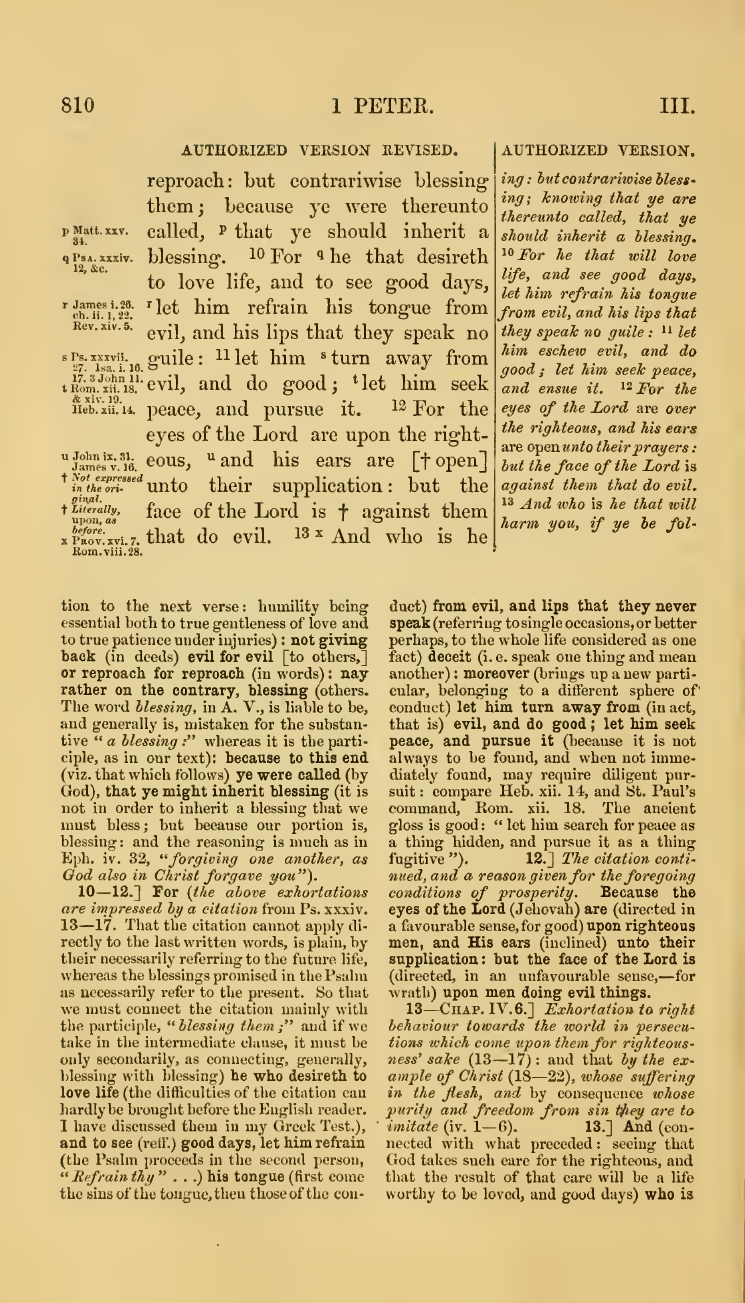 810
1 PETER.
III.
AUTHORIZED VERSION REVISED.
reproach: but contrariwise blessing
them; because ye were thereunto
called, p that ye should inherit a
blessing. 10 For q he that desireth
to love life, and to see good days,
r let him refrain his tongue from
evil, and his lips that they speak no
guile: 11 let him s turn away from
evil, and do good; t let him seek
peace, and pursue it. 12 For the
eyes of the Lord are upon the right-
eous, u and his ears are [† open]
unto their supplication: but the
face of the Lord is † against them
that do evil. 13 x And who is he
p Matt. xxv.
34.
q Psa. xxxiv.
12, &c.
r James i. 26.
ch. ii. 1, 22.
Rev. xiv. 5.
s Ps. xxxvii.
27. Isa. i. 16.
17. 3 John 11.
t Rom. xii. 18.
& xiv. 19.
Heb. xii. 14.
u John ix. 31.
James v. 16.
† Not expressed
in the ori-
ginal.
† Literally,
upon, as
before.
x Prov. xvi. 7.
Rom. viii. 28.
AUTHORIZED VERSION.
ing: but contrariwise bless-
ing; knowing that ye are
thereunto called, that ye
should inherit a blessing.
10 For he that will love
life, and see good days,
let him refrain his tongue
from evil, and his lips that
they speak no guile: 11 let
him eschew evil, and do
good; let him seek peace,
and ensue it. 12 For the
eyes of the Lord are over
the righteous, and his ears
are open unto their prayers:
but the face of the Lord is
against them that do evil.
13 And who is he that will
harm you, if ye be fol-
tion to the next verse: humility being
essential both to true gentleness of love and
to true patience under injuries): not giving
back (in deeds) evil for evil [to others,]
or reproach for reproach (in words): nay
rather on the contrary, blessing (others.
The word blessing, in A. V., is liable to be,
and generally is, mistaken for the substan-
tive "a blessing:" whereas it is the parti-
ciple, as in our text): because to this end
(viz. that which follows) ye were called (by
God), that ye might inherit blessing (it is
not in order to inherit a blessing that we
must bless; but because our portion is,
blessing: and the reasoning is much as in
Eph. iv. 32, "forgiving one another, as
God also in Christ forgave you").
10—12.] For (the above exhortations
are impressed by a citation from Ps. xxxiv.
13—17. That the citation cannot apply di-
rectly to the last written words, is plain, by
their necessarily referring to the future life,
whereas the blessings promised in the Psalm
as necessarily refer to the present. So that
we must connect the citation mainly with
the participle, "blessing them;" and if we
take in the intermediate clause, it must be
only secondarily, as connecting, generally,
blessing with blessing) he who desireth to
love life (the difficulties of the citation can
hardly be brought before the English reader.
I have discussed them in my Greek Test.),
and to see (reff.) good days, let him refrain
(the Psalm proceeds in the second person,
"Refrain thy" . . .) his tongue (first come
the sins of the tongue, then those of the con-
duct) from evil, and lips that they never
speak (referring to single occasions, or better
perhaps, to the whole life considered as one
fact) deceit (i. e. speak one thing and mean
another): moreover (brings up a new parti-
cular, belonging to a different sphere of
conduct) let him turn away from (in act,
that is) evil, and do good; let him seek
peace, and pursue it (because it is not
always to be found, and when not imme-
diately found, may require diligent pur-
suit: compare Heb. xii. 14, and St. Paul's
command, Rom. xii. 18. The ancient
gloss is good: "let him search for peace as
a thing hidden, and pursue it as a thing
fugitive"). 12.] The citation conti-
nued, and a reason given for the foregoing
conditions of prosperity. Because the
eyes of the Lord (Jehovah) are (directed in
a favourable sense, for good) upon righteous
men, and His ears (inclined) unto their
supplication: but the face of the Lord is
(directed, in an unfavourable sense,—for
wrath) upon men doing evil things.
13—CHAP. IV. 6.] Exhortation to right
behaviour towards the world in persecu-
tions which come upon them for righteous-
ness' sake (13—17): and that by the ex-
ample of Christ (18—22), whose suffering
in the flesh, and by consequence whose
purity and freedom from sin they are to
imitate (iv. 1—6). 13.] And (con-
nected with what preceded: seeing that
God takes such care for the righteous, and
that the result of that care will be a life
worthy to be loved, and good days) who is